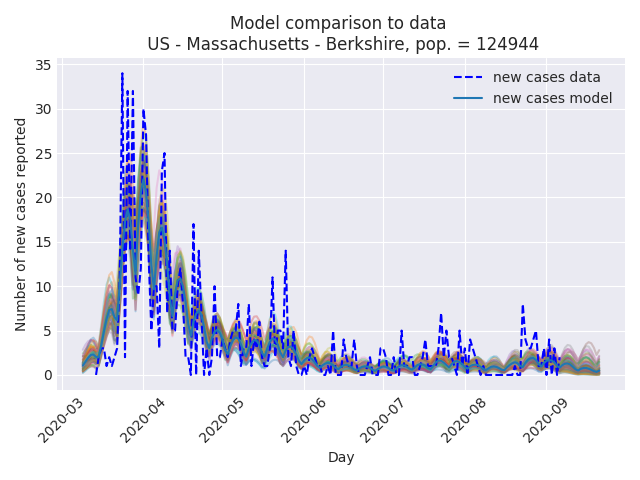 Model comparison to data
US - Massachusetts - Berkshire, pop. = 124944
new cases data
new cases model
Number of new cases reported
35
30
25
20
15
10
5
0
2020-03
2020-04
2020-05
2020-06
2020-07
2020-08
2020-09
Day